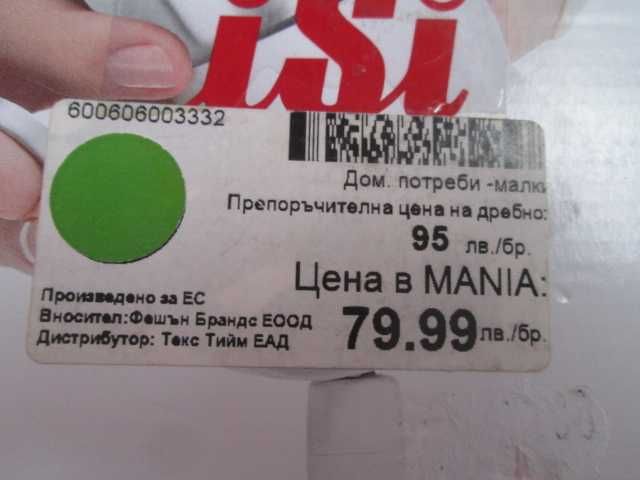 iSi
600606003332
Дом. потреби -малки
Препоръчителна цена на дребно:
95 лв./бр.
Цена в MANIA:
79.99 лв./бр.
Произведено за ЕС
Вносител:Фешън Брандс ЕООД
Дистрибутор: Текс Тийм ЕАД